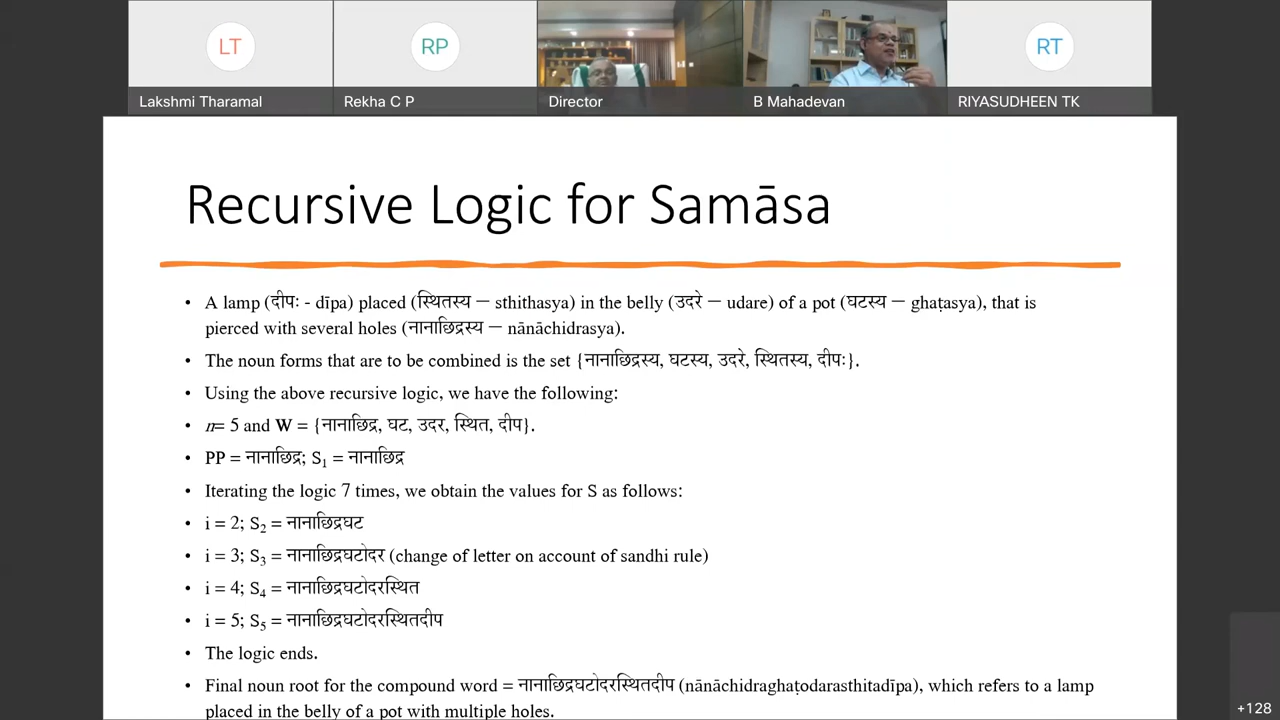 LT
RP
RT
Lakshmi Tharamal
Rekha C P
Director
B Mahadevan
RIYASUDHEEN TK
Recursive Logic for Samāsa
• A lamp (दीपः - dīpa) placed (स्थितस्य – sthithasya) in the belly (उदरे – udare) of a pot (घटस्य – ghaṭasya), that is
pierced with several holes (नानाछिद्रस्य – nānāchidrasya).
• The noun forms that are to be combined is the set {नानाछिद्रस्य, घटस्य, उदरे, स्थितस्य, दीपः}.
• Using the above recursive logic, we have the following:
• n= 5 and W = {नानाछिद्र, घट, उदर, स्थित, दीप}.
• PP = नानाछिद्र; S1 = नानाछिद्र
• Iterating the logic 7 times, we obtain the values for S as follows:
• i = 2; S2 = नानाछिद्रघट
• i = 3; S3 = नानाछिद्रघटोदर (change of letter on account of sandhi rule)
• i = 4; S4 = नानाछिद्रघटोदरस्थित
• i = 5; S5 = नानाछिद्रघटोदरस्थितदीप
• The logic ends.
• Final noun root for the compound word = नानाछिद्रघटोदरस्थितदीप (nānāchidraghaṭodarasthitadīpa), which refers to a lamp
placed in the belly of a pot with multiple holes.
+128